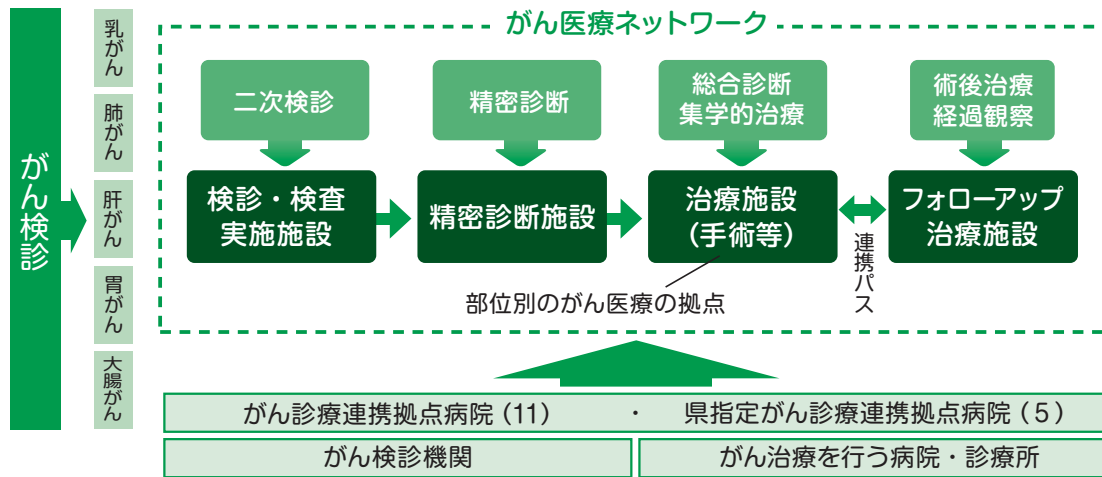 がん検診
乳がん
肺がん
肝がん
胃がん
大腸がん
がん医療ネットワーク
二次検診
精密診断
総合診断
集学的治療
術後治療
経過観察
検診・検査
実施施設
精密診断施設
治療施設
(手術等)
フォローアップ
治療施設
連携パス
部位別のがん医療の拠点
がん診療連携拠点病院(11) ・ 県指定がん診療連携拠点病院(5)
がん検診機関
がん治療を行う病院・診療所